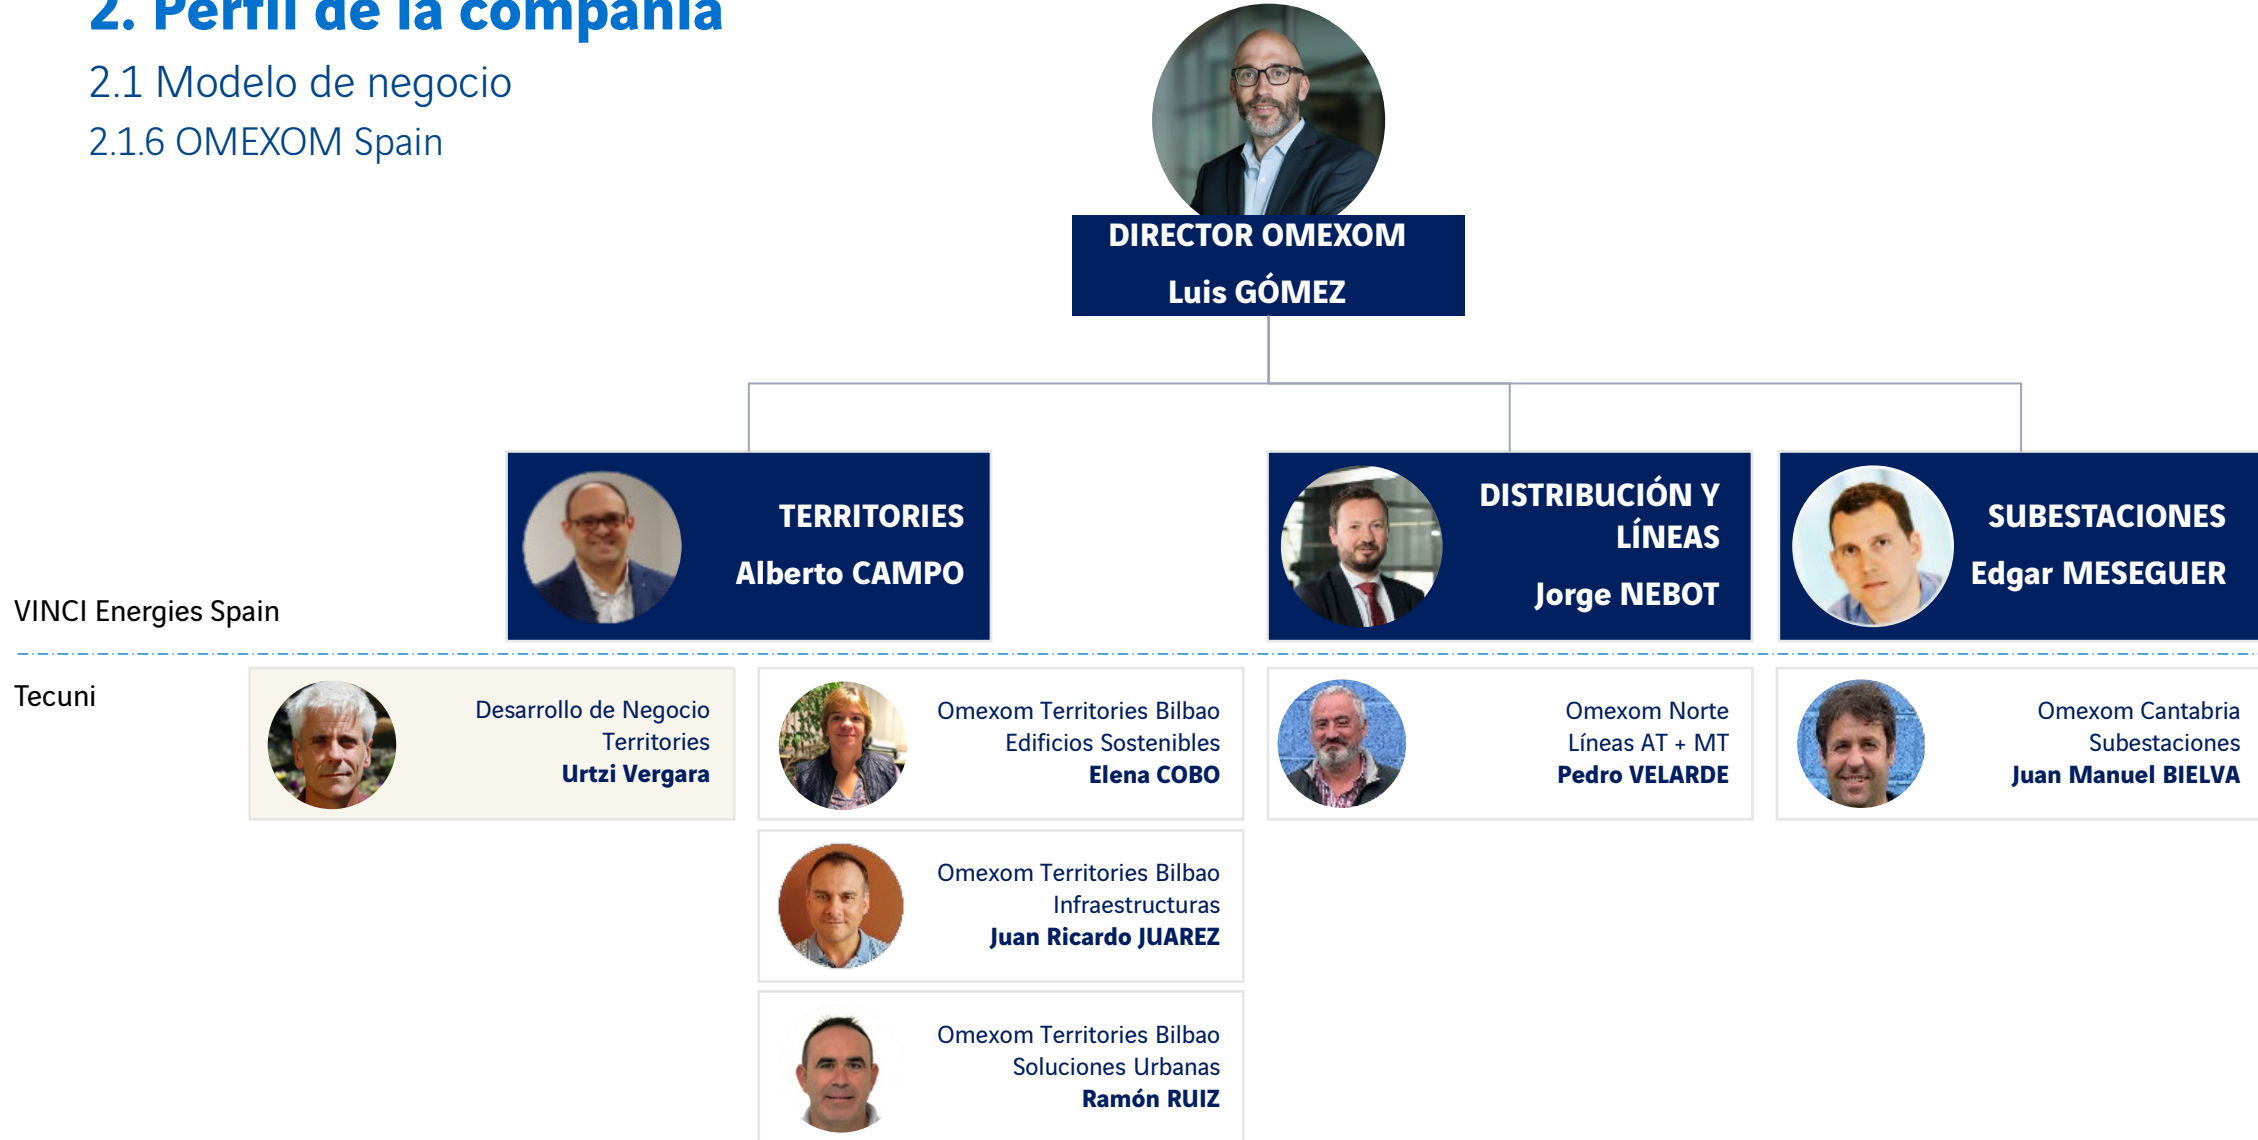 2. Perfil de la compañía
2.1 Modelo de negocio
2.1.6 OMEXOM Spain
DIRECTOR OMEXOM
Luis GÓMEZ
TERRITORIES
Alberto CAMPO
DISTRIBUCIÓN Y
LÍNEAS
Jorge NEBOT
SUBESTACIONES
Edgar MESEGUER
VINCI Energies Spain
Tecuni
Desarrollo de Negocio
Territories
Urtzi Vergara
Omexom Territories Bilbao
Edificios Sostenibles
Elena COBO
Omexom Norte
Líneas AT + MT
Pedro VELARDE
Omexom Cantabria
Subestaciones
Juan Manuel BIELVA
Omexom Territories Bilbao
Infraestructuras
Juan Ricardo JUAREZ
Omexom Territories Bilbao
Soluciones Urbanas
Ramón RUIZ